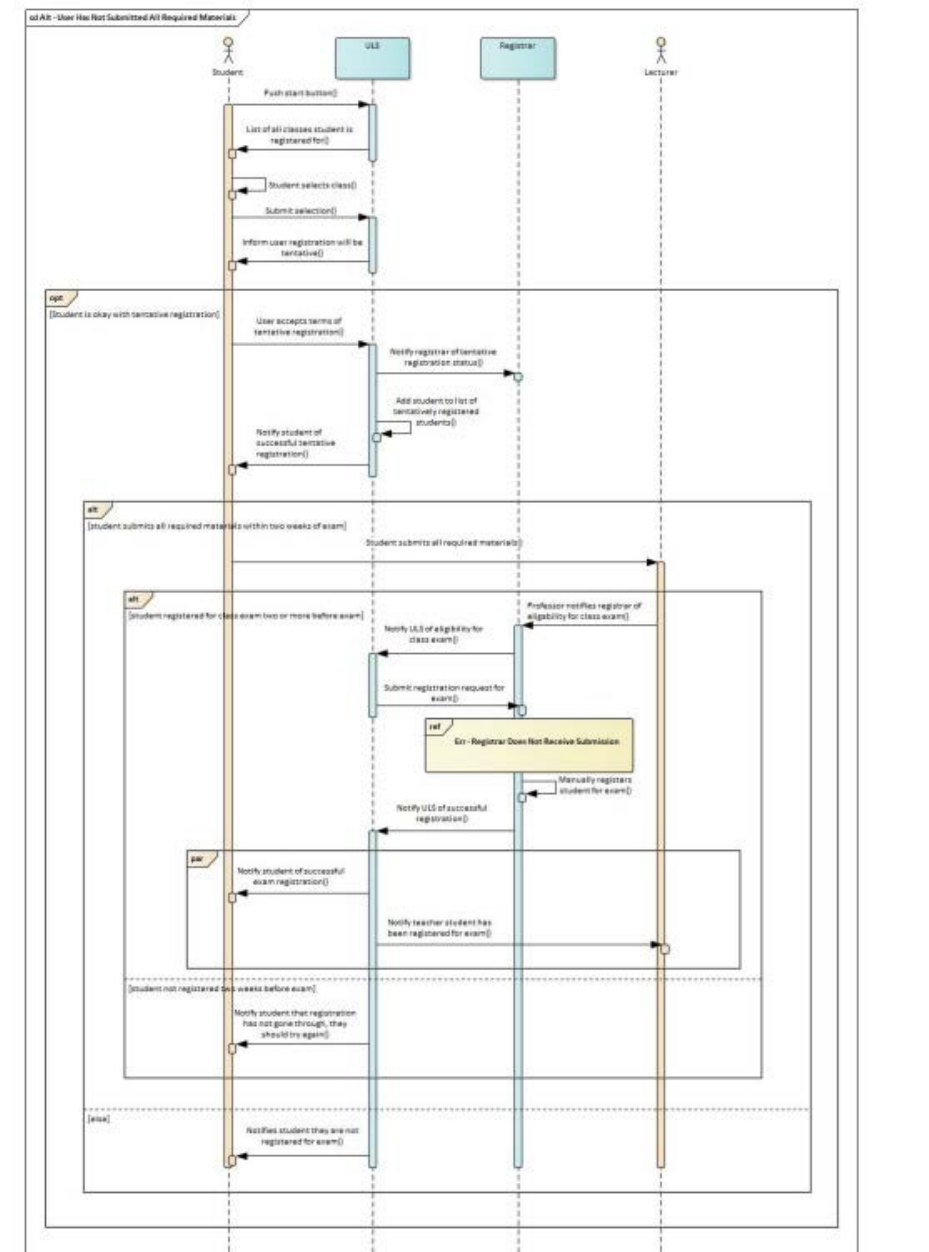 sd Alt - User Has Not Submitted All Required Materials
Student
ULS
Registrar
Lecturer
Push start button()
List of all classes student is
registered for()
Student selects class()
Submit selection()
Inform user registration will be
tentative()
opt
[Student is okay with tentative registration]
User accepts terms of
tentative registration()
Notify registrar of tentative
registration status()
Add student to list of
tentatively registered
students()
Notify student of
successful tentative
registration()
alt
[student submits all required materials within two weeks of exam]
Student submits all required materials()
alt
[student registered for class exam two or more before exam]
Professor notifies registrar of
eligability for class exam()
Notify ULS of eligibility for
class exam()
Submit registration request for
exam()
ref
Err - Registrar Does Not Receive Submission
Manually registers
student for exam()
Notify ULS of successful
registration()
par
Notify student of successful
exam registration()
Notify teacher student has
been registered for exam()
[student not registered two weeks before exam]
Notify student that registration
has not gone through, they
should try again()
[else]
Notifies student they are not
registered for exam()